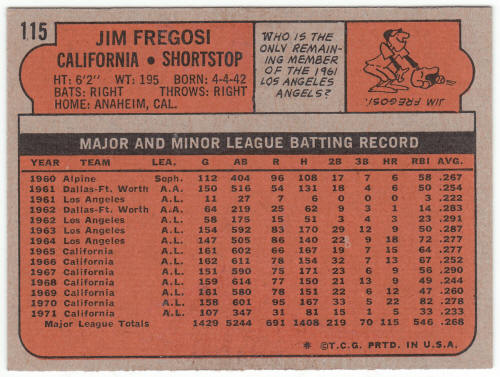 115
JIM FREGOSI
CALIFORNIA • SHORTSTOP
HT: 6'2" WT: 195 BORN: 4-4-42
BATS: RIGHT THROWS: RIGHT
HOME: ANAHEIM, CAL.
WHO IS THE
ONLY REMAIN-
ING MEMBER
OF THE 1961
LOS ANGELES
ANGELS?
JIM FREGOSI.
MAJOR AND MINOR LEAGUE BATTING RECORD
YEAR TEAM LEA. G AB R H 2B 3B HR RBI AVG.
1960 Alpine Soph. 112 404 96 108 17 7 6 58 .267
1961 Dallas-Ft. Worth A.A. 150 516 54 131 18 4 6 50 .254
1961 Los Angeles A.L. 11 27 7 6 0 0 0 3 .222
1962 Dallas-Ft. Worth A.A. 64 219 25 62 9 3 1 14 .283
1962 Los Angeles A.L. 58 175 15 51 3 4 3 23 .291
1963 Los Angeles A.L. 154 592 83 170 29 12 9 50 .287
1964 Los Angeles A.L. 147 505 86 140 22 9 18 72 .277
1965 California A.L. 161 602 66 167 19 7 15 64 .277
1966 California A.L. 162 611 78 154 32 7 13 67 .252
1967 California A.L. 151 590 75 171 23 6 9 56 .290
1968 California A.L. 159 614 77 150 21 13 9 49 .244
1969 California A.L. 161 580 78 151 22 6 12 47 .260
1970 California A.L. 158 601 95 167 33 5 22 82 .278
1971 California A.L. 107 347 31 81 15 1 5 33 .233
Major League Totals 1429 5244 691 1408 219 70 115 546 .268
* ©T.C.G. PRTD. IN U.S.A.